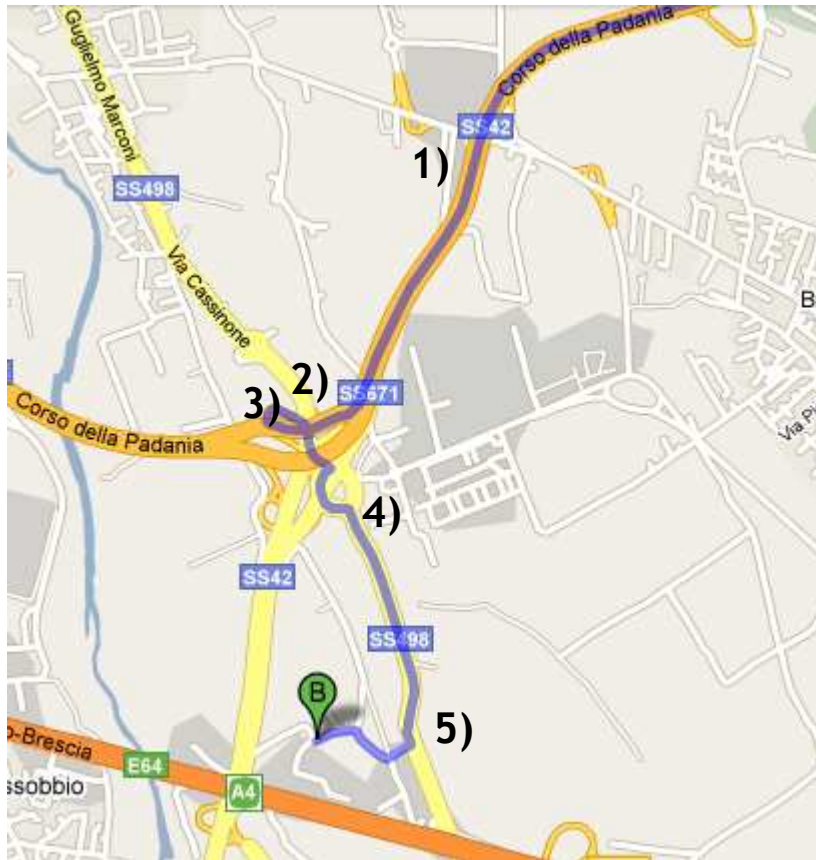 Guglielmo Marconi
Corso della Padania
SS42
1)
SS498
Via Cassinone
B
2)
SS671
3)
Corso della Padania
4)
SS42
SS498
B
5)
o-Brescia
E64
A4
ssobbio